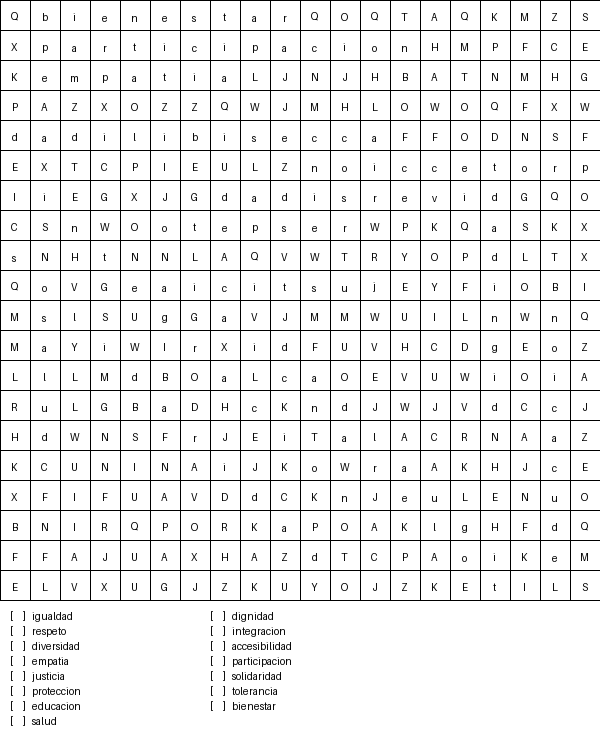 Q b i e n e s t a r Q O Q T A Q K M Z S
X p a r t i c i p a c i o n H M P F C E
K e m p a t i a L J N J H B A T N M H G
P A Z X O Z Z Q W J M H L O W O Q F X W
d a d i l i b i s e c c a F F O D N S F
E X T C P I E U L Z n o i c c e t o r p
I i E G X J G d a d i s r e v i d G Q O
C S n W O o t e p s e r W P K Q a S K X
s N H t N N L A Q V W T R Y O P d L T X
Q o V G e a i c i t s u j E Y F i O B I
M s l S U g G a V J M M W U I L n W n Q
M a Y i W I r X i d F U V H C D g E o Z
L l L M d B O a L c a O E V U W i O i A
R u L G B a D H c K n d J W J V d C c J
H d W N S F r J E i T a l A C R N A a Z
K C U N I N A i J K o W r a A K H J c E
X F I F U A V D d C K n J e u L E N u O
B N I R Q P O R K a P O A K l g H F d Q
F F A J U A X H A Z d T C P A o i K e M
E L V X U G J Z K U Y O J Z K E t I L S
[ ] igualdad [ ] dignidad
[ ] respeto [ ] integracion
[ ] diversidad [ ] accesibilidad
[ ] empatia [ ] participacion
[ ] justicia [ ] solidaridad
[ ] proteccion [ ] tolerancia
[ ] educacion [ ] bienestar
[ ] salud